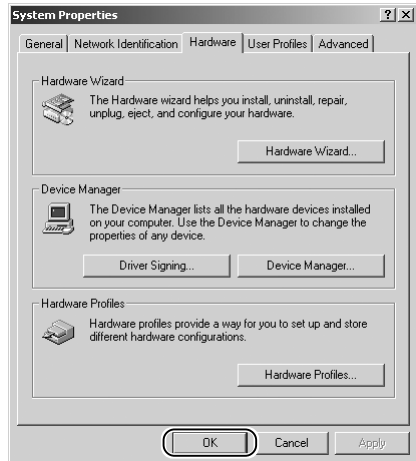 System Properties
General Network Identification Hardware User Profiles Advanced
Hardware Wizard
The Hardware wizard helps you install, uninstall, repair,
unplug, eject, and configure your hardware.
Hardware Wizard...
Device Manager
The Device Manager lists all the hardware devices installed
on your computer. Use the Device Manager to change the
properties of any device.
Driver Signing... Device Manager...
Hardware Profiles
Hardware profiles provide a way for you to set up and store
different hardware configurations.
Hardware Profiles...
OK Cancel Apply